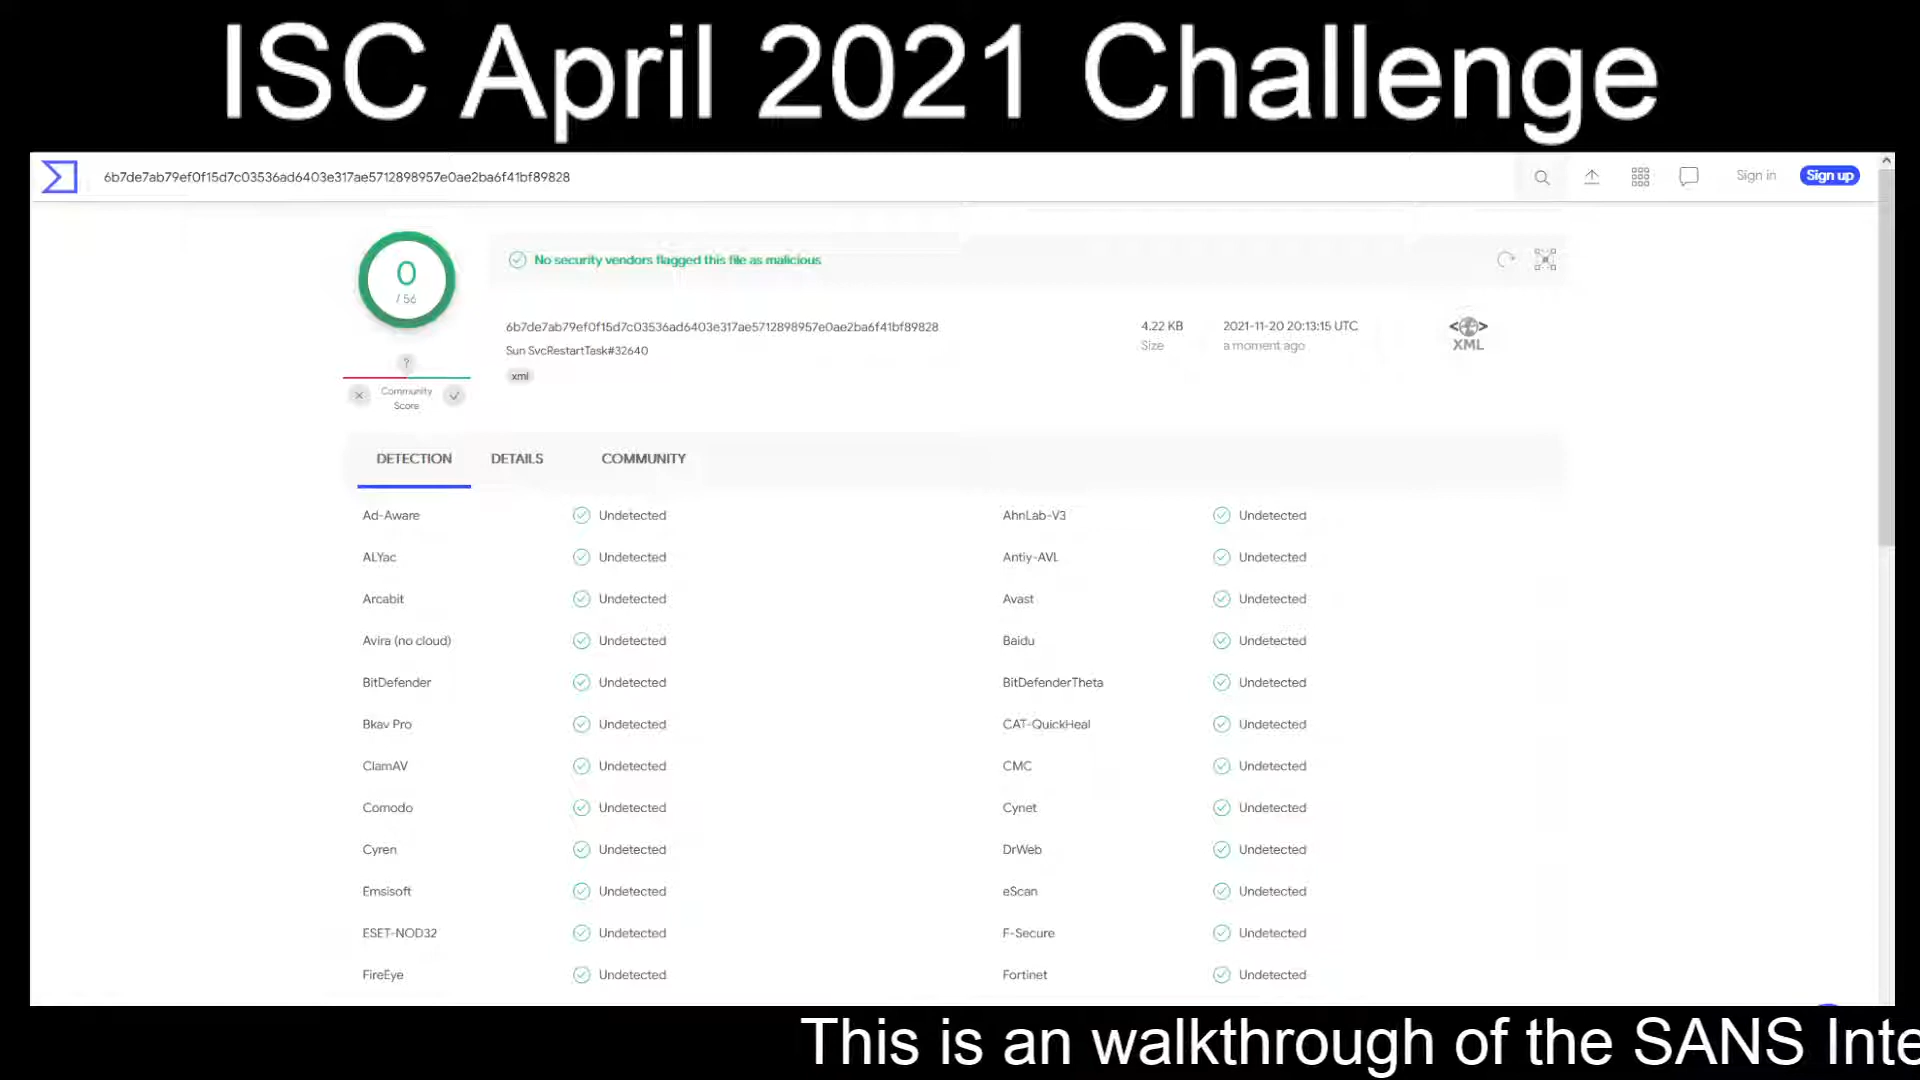 ISC April 2021 Challenge
6b7de7ab79ef0f15d7c03536ad6403e317ae5712898957e0ae2ba6f41bf89828
Sign in
Sign up
0
/ 56
No security vendors flagged this file as malicious
6b7de7ab79ef0f15d7c03536ad6403e317ae5712898957e0ae2ba6f41bf89828
Sun SvcRestartTask#32640
xml
4.22 KB
Size
2021-11-20 20:13:15 UTC
a moment ago
<>
XML
?
Community
Score
DETECTION DETAILS COMMUNITY
Ad-Aware Undetected AhnLab-V3 Undetected
ALYac Undetected Antiy-AVL Undetected
Arcabit Undetected Avast Undetected
Avira (no cloud) Undetected Baidu Undetected
BitDefender Undetected BitDefenderTheta Undetected
Bkav Pro Undetected CAT-QuickHeal Undetected
ClamAV Undetected CMC Undetected
Comodo Undetected Cynet Undetected
Cyren Undetected DrWeb Undetected
Emsisoft Undetected eScan Undetected
ESET-NOD32 Undetected F-Secure Undetected
FireEye Undetected Fortinet Undetected
This is an walkthrough of the SANS Inte